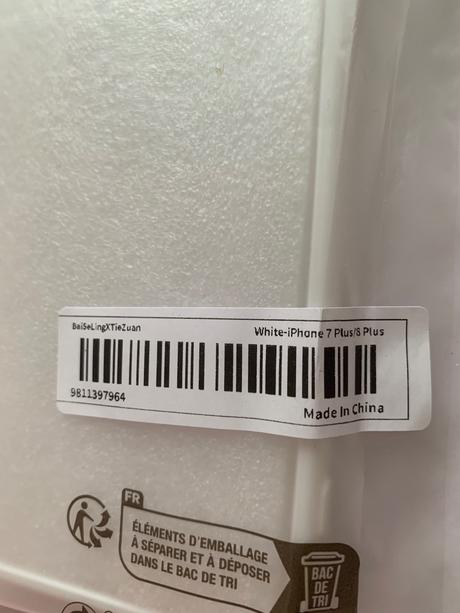 BaiSeLingXTieZuan
White-iPhone 7 Plus/8 Plus
9811397964
Made In China
FR
ÉLÉMENTS D'EMBALLAGE
À SÉPARER ET À DÉPOSER
DANS LE BAC DE TRI
BAC
DE
TRI